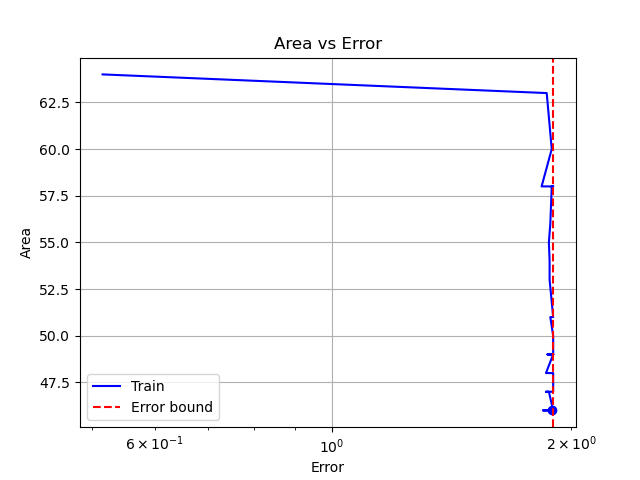 Area vs Error
62.5
60.0
57.5
55.0
52.5
50.0
47.5
Area
Train
Error bound
6 × 10⁻¹
10⁰
2 × 10⁰
Error